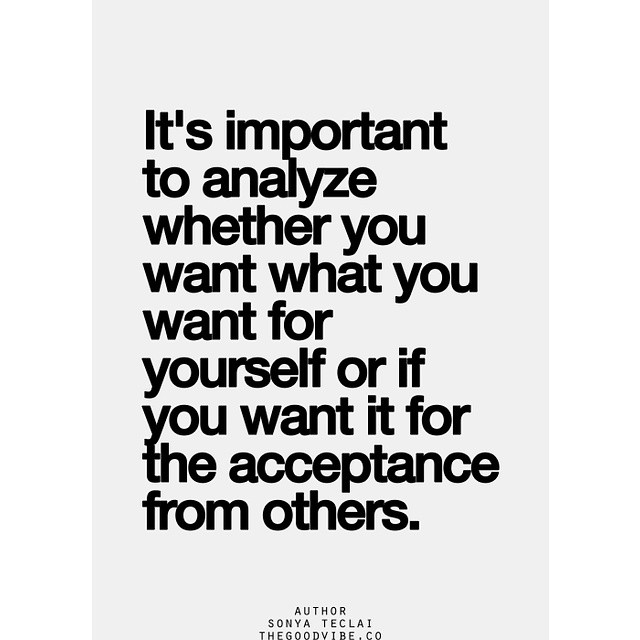 It's important
to analyze
whether you
want what you
want for
yourself or if
you want it for
the acceptance
from others.
AUTHOR
SONYA TECLAI
THEGOODVIBE.CO